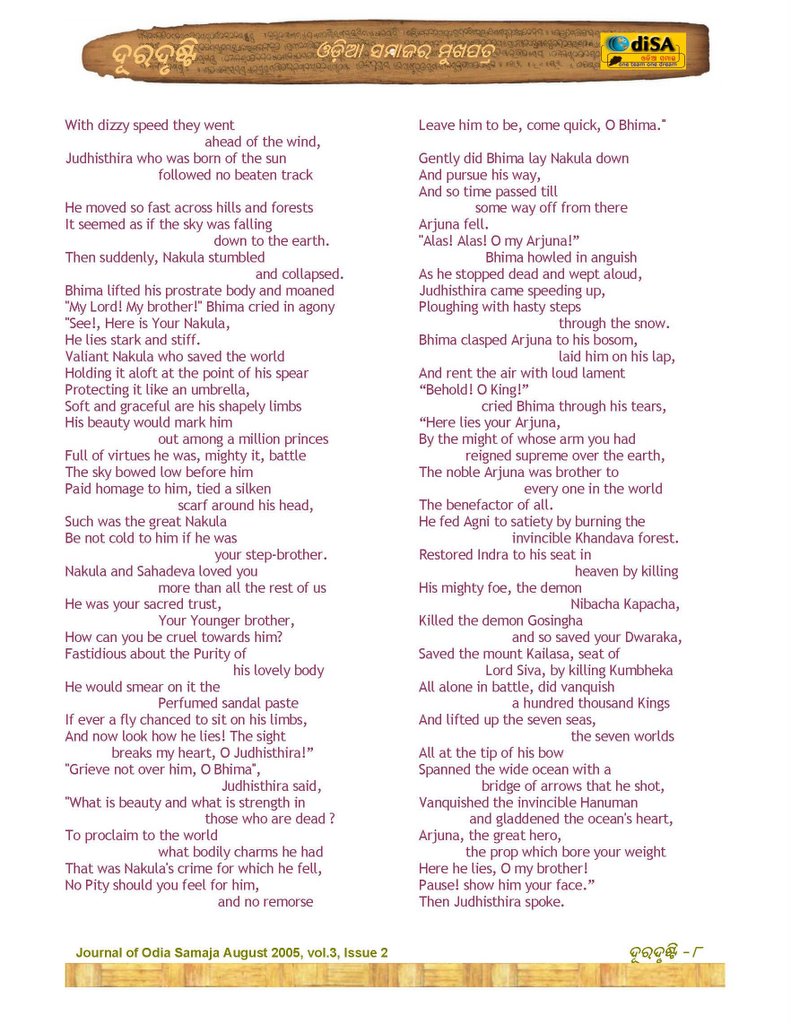 ଦୂରଦୃଷ୍ଟି
ଓଡ଼ିଆ ସମାଜର ମୁଖପତ୍ର
diSA
ଓଡ଼ିଆ ସମାଜ
one team one dream
With dizzy speed they went
ahead of the wind,
Judhisthira who was born of the sun
followed no beaten track
He moved so fast across hills and forests
It seemed as if the sky was falling
down to the earth.
Then suddenly, Nakula stumbled
and collapsed.
Bhima lifted his prostrate body and moaned
"My Lord! My brother!" Bhima cried in agony
"See!, Here is Your Nakula,
He lies stark and stiff.
Valiant Nakula who saved the world
Holding it aloft at the point of his spear
Protecting it like an umbrella,
Soft and graceful are his shapely limbs
His beauty would mark him
out among a million princes
Full of virtues he was, mighty it, battle
The sky bowed low before him
Paid homage to him, tied a silken
scarf around his head,
Such was the great Nakula
Be not cold to him if he was
your step-brother.
Nakula and Sahadeva loved you
more than all the rest of us
He was your sacred trust,
Your Younger brother,
How can you be cruel towards him?
Fastidious about the Purity of
his lovely body
He would smear on it the
Perfumed sandal paste
If ever a fly chanced to sit on his limbs,
And now look how he lies! The sight
breaks my heart, O Judhisthira!”
"Grieve not over him, O Bhima",
Judhisthira said,
"What is beauty and what is strength in
those who are dead ?
To proclaim to the world
what bodily charms he had
That was Nakula's crime for which he fell,
No Pity should you feel for him,
and no remorse
Leave him to be, come quick, O Bhima."
Gently did Bhima lay Nakula down
And pursue his way,
And so time passed till
some way off from there
Arjuna fell.
"Alas! Alas! O my Arjuna!”
Bhima howled in anguish
As he stopped dead and wept aloud,
Judhisthira came speeding up,
Ploughing with hasty steps
through the snow.
Bhima clasped Arjuna to his bosom,
laid him on his lap,
And rent the air with loud lament
“Behold! O King!”
cried Bhima through his tears,
“Here lies your Arjuna,
By the might of whose arm you had
reigned supreme over the earth,
The noble Arjuna was brother to
every one in the world
The benefactor of all.
He fed Agni to satiety by burning the
invincible Khandava forest.
Restored Indra to his seat in
heaven by killing
His mighty foe, the demon
Nibacha Kapacha,
Killed the demon Gosingha
and so saved your Dwaraka,
Saved the mount Kailasa, seat of
Lord Siva, by killing Kumbheka
All alone in battle, did vanquish
a hundred thousand Kings
And lifted up the seven seas,
the seven worlds
All at the tip of his bow
Spanned the wide ocean with a
bridge of arrows that he shot,
Vanquished the invincible Hanuman
and gladdened the ocean's heart,
Arjuna, the great hero,
the prop which bore your weight
Here he lies, O my brother!
Pause! show him your face.”
Then Judhisthira spoke.
Journal of Odia Samaja August 2005, vol.3, Issue 2
ଦୂରଦୃଷ୍ଟି - ୮